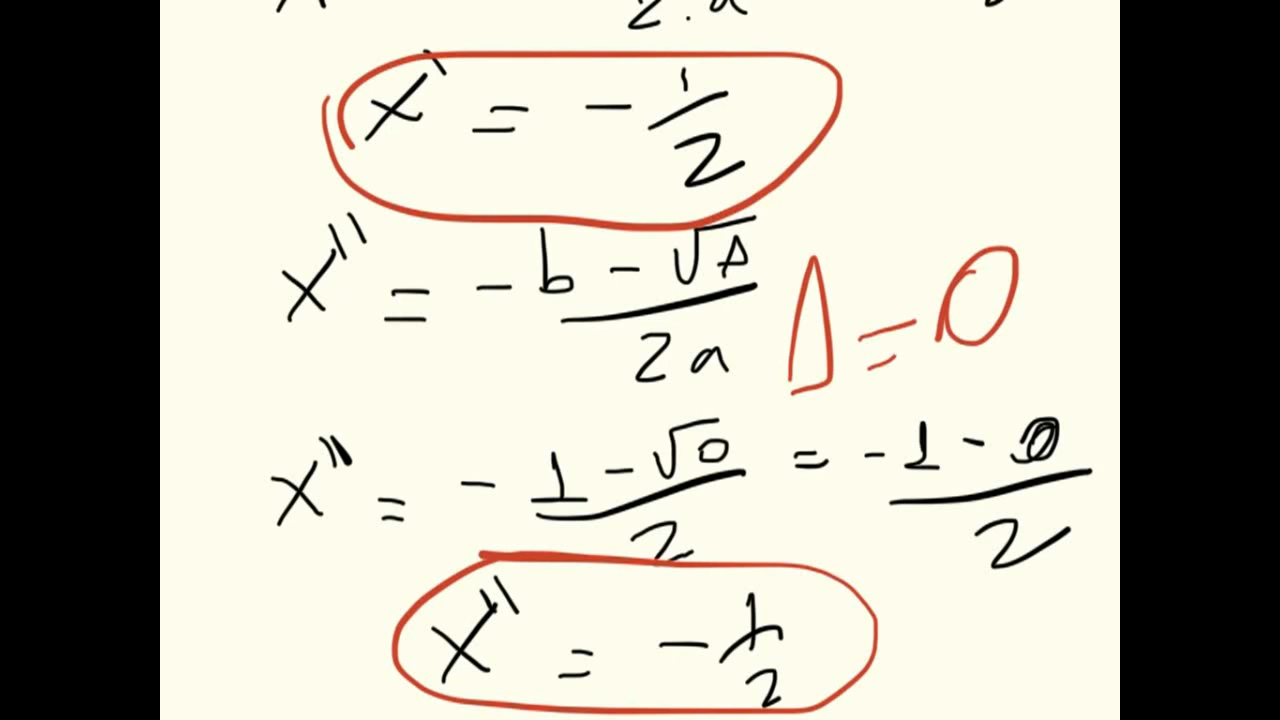 x' = - 1/2
x'' = - b - √Δ / 2a
Δ = 0
x'' = - 1 - √0 / 2 = - 1 - 0 / 2
x'' = - 1/2